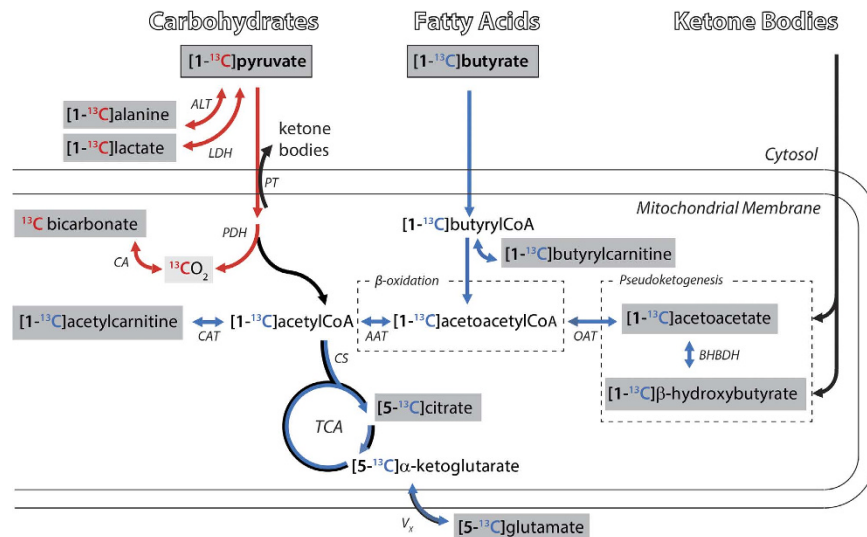 Carbohydrates Fatty Acids Ketone Bodies
[1-¹³C]pyruvate [1-¹³C]butyrate
ALT
[1-¹³C]alanine
[1-¹³C]lactate
LDH
ketone
bodies
PT
Cytosol
Mitochondrial Membrane
¹³C bicarbonate
PDH
CA
¹³CO₂
[1-¹³C]butyrylCoA
[1-¹³C]butyrylcarnitine
β-oxidation
Pseudoketogenesis
[1-¹³C]acetylcarnitine
CAT
[1-¹³C]acetylCoA
AAT
[1-¹³C]acetoacetylCoA
OAT
[1-¹³C]acetoacetate
BHBDH
[1-¹³C]β-hydroxybutyrate
CS
TCA
[5-¹³C]citrate
[5-¹³C]α-ketoglutarate
Vₓ
[5-¹³C]glutamate